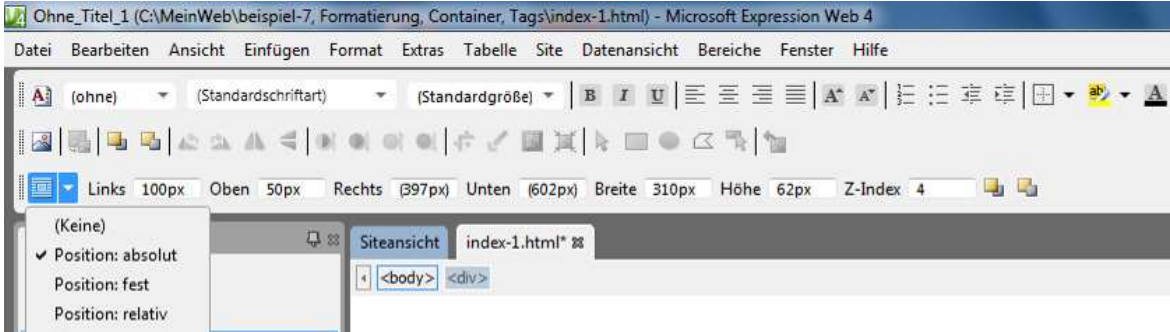 Ohne_Titel_1 (C:\MeinWeb\beispiel-7, Formatierung, Container, Tags\index-1.html) - Microsoft Expression Web 4
Datei Bearbeiten Ansicht Einfügen Format Extras Tabelle Site Datenansicht Bereiche Fenster Hilfe
(ohne) (Standardschriftart) (Standardgröße) B I U A A ab A
Links 100px Oben 50px Rechts (397px) Unten (602px) Breite 310px Höhe 62px Z-Index 4
(Keine)
Position: absolut
Position: fest
Position: relativ
Siteansicht index-1.html*
<body> <div>